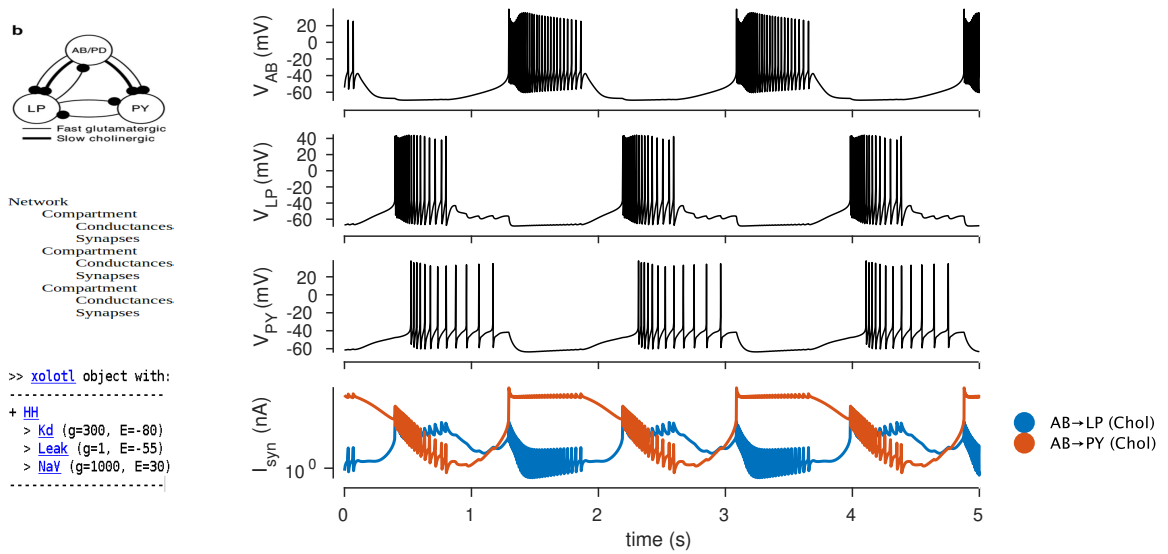 b
AB/PD
LP
PY
Fast glutamatergic
Slow cholinergic
Network
Compartment
Conductances
Synapses
Compartment
Conductances
Synapses
Compartment
Conductances
Synapses
>> xolotl object with:
----------------------
+ HH
> Kd (g=300, E=-80)
> Leak (g=1, E=-55)
> NaV (g=1000, E=30)
----------------------
V_AB (mV)
20
0
-20
-40
-60
V_LP (mV)
40
20
0
-20
-40
-60
V_PY (mV)
20
0
-20
-40
-60
I_syn (nA)
10^0
0
1
2
3
4
5
time (s)
AB→LP (Chol)
AB→PY (Chol)